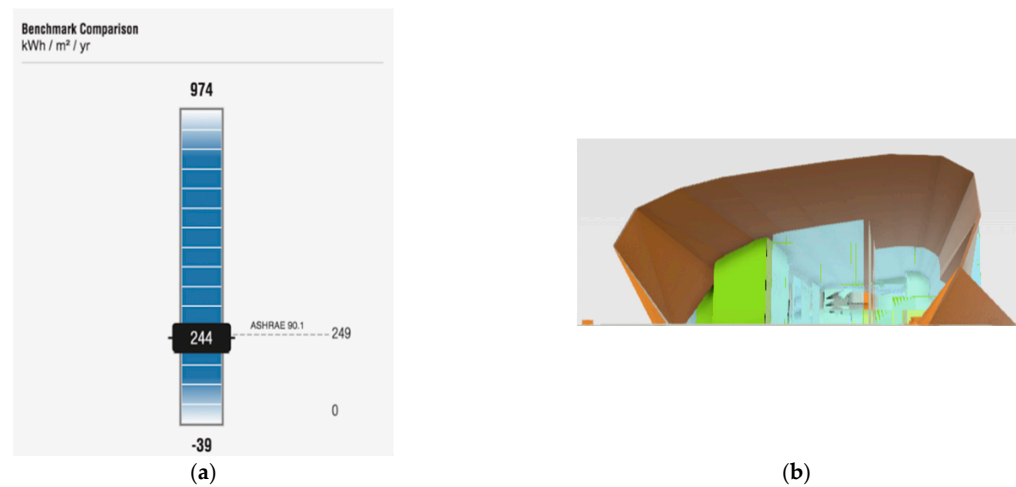 Benchmark Comparison
kWh / m² / yr
974
244
ASHRAE 90.1
249
0
-39
(a)
(b)